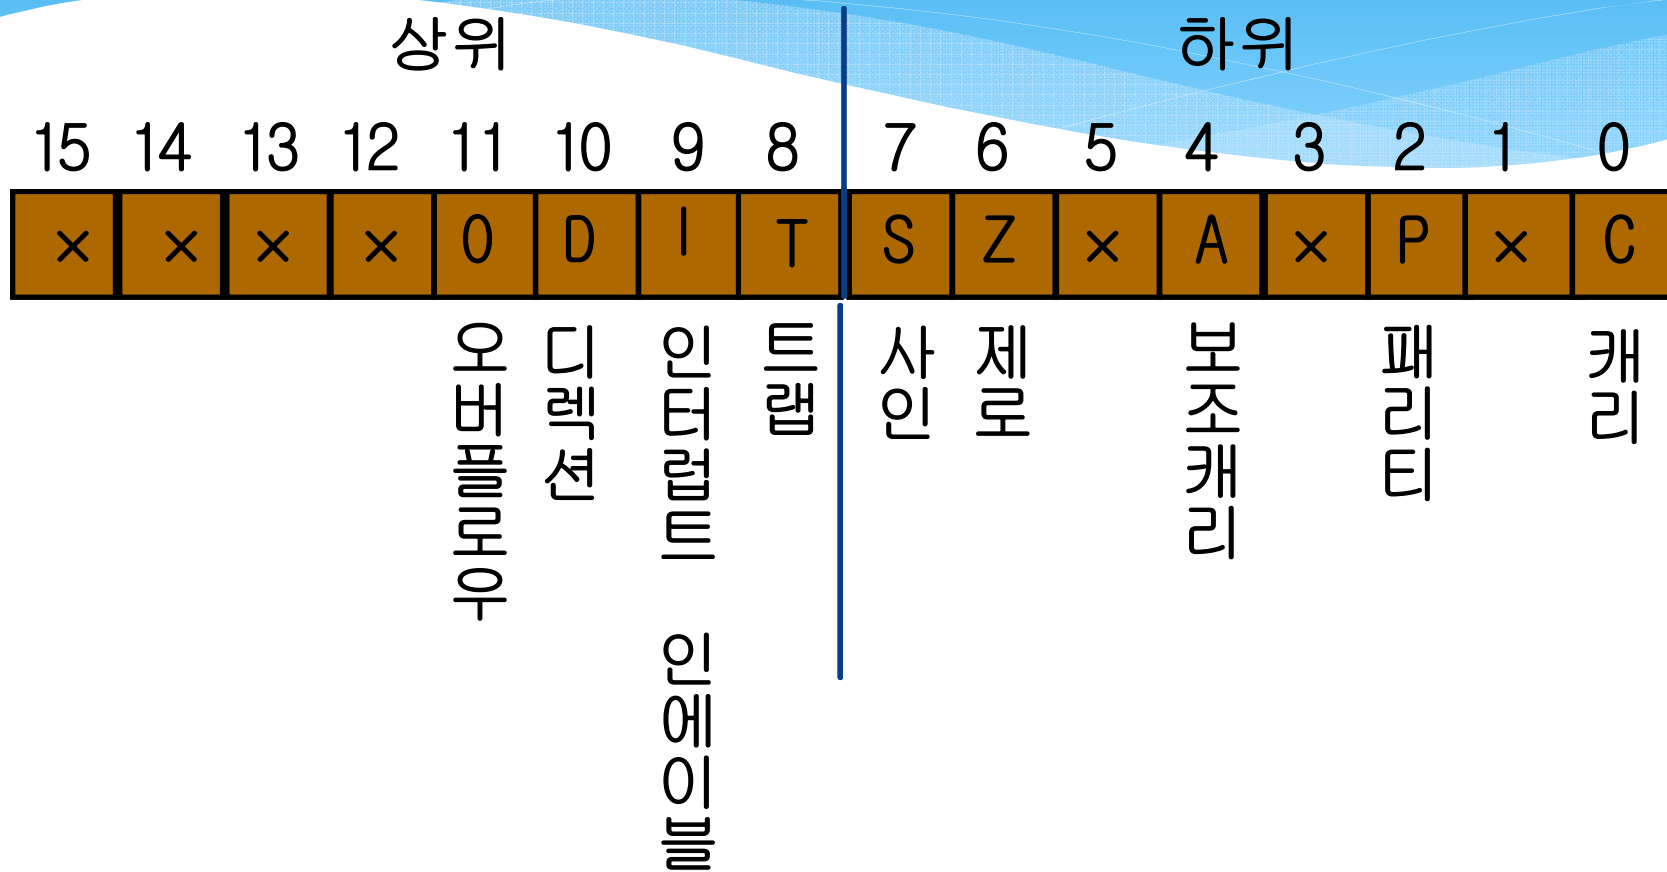 상위 하위
15 14 13 12 11 10 9 8 7 6 5 4 3 2 1 0
× × × × O D I T S Z × A × P × C
오버플로우
디렉션
인터럽트 인에이블
트랩
사인
제로
보조캐리
패리티
캐리